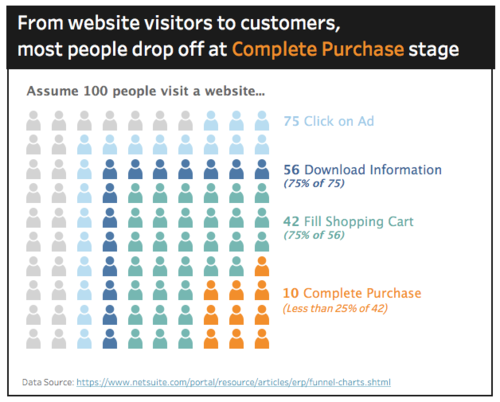 From website visitors to customers,
most people drop off at Complete Purchase stage
Assume 100 people visit a website...
75 Click on Ad
56 Download Information
(75% of 75)
42 Fill Shopping Cart
(75% of 56)
10 Complete Purchase
(Less than 25% of 42)
Data Source: https://www.netsuite.com/portal/resource/articles/erp/funnel-charts.shtml